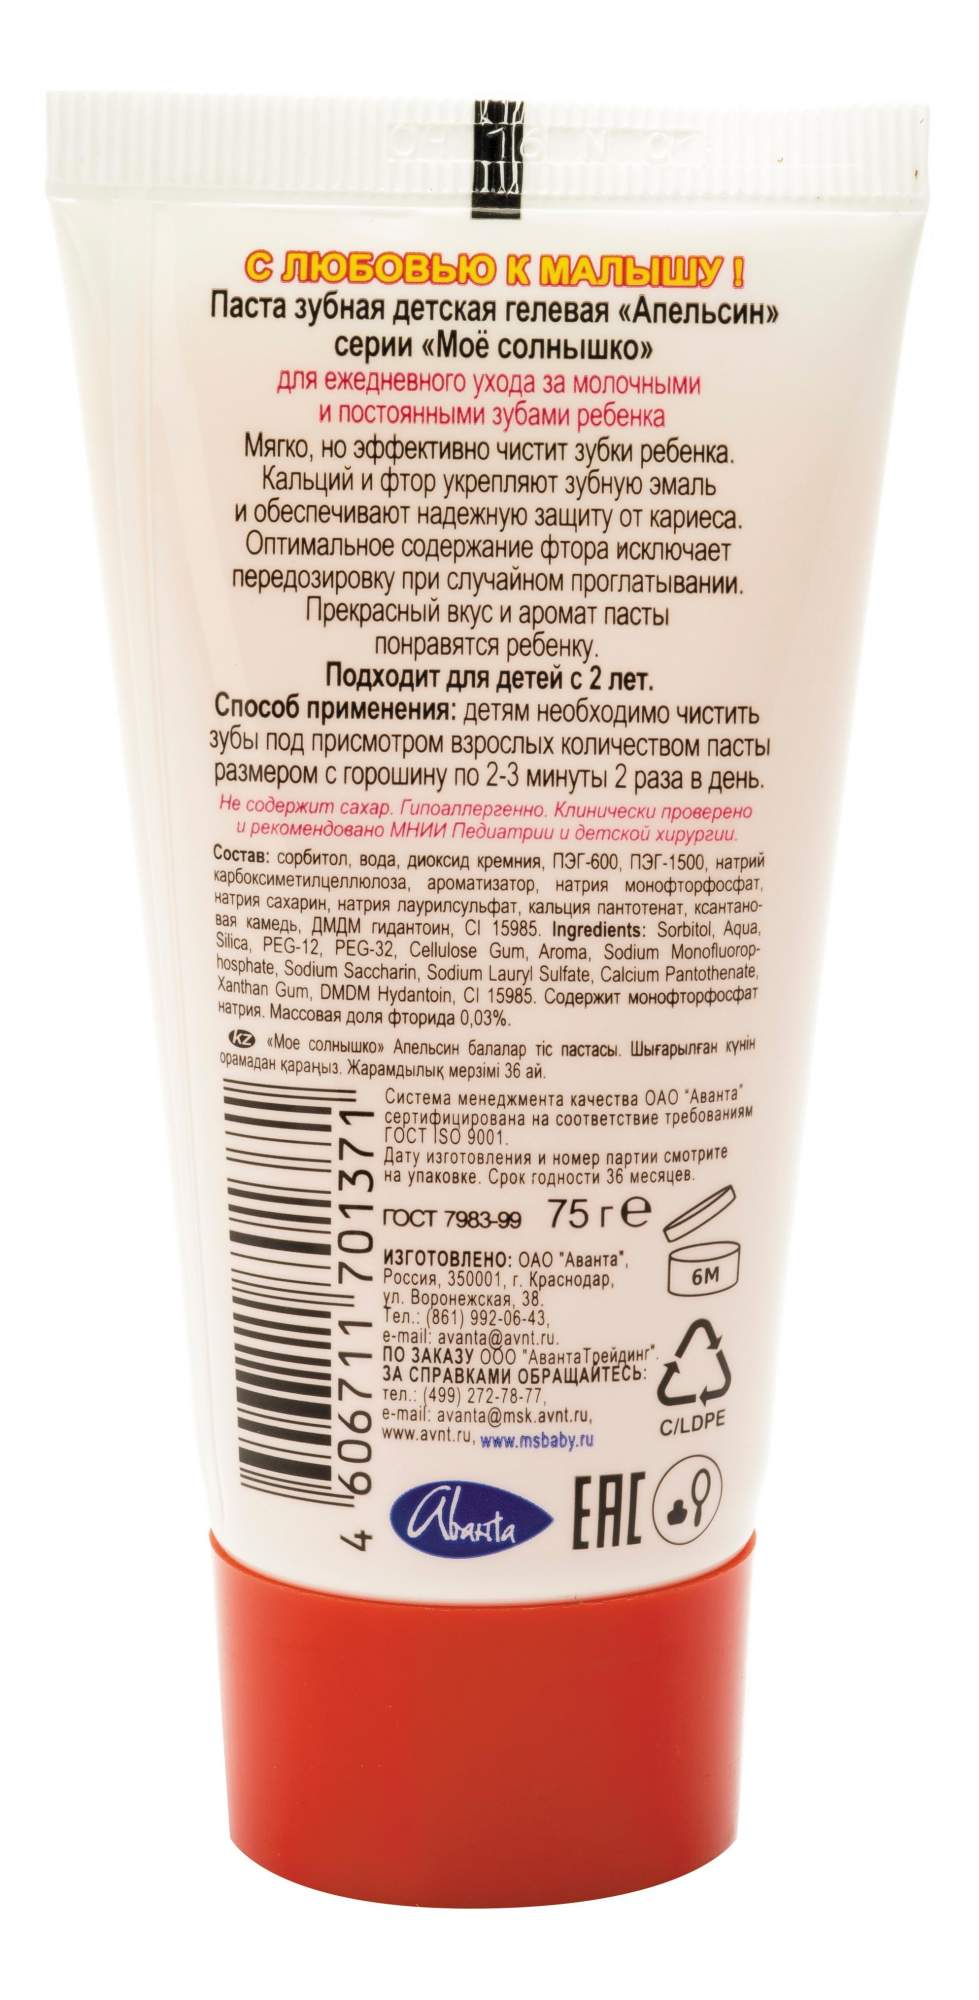 С ЛЮБОВЬЮ К МАЛЫШУ !
Паста зубная детская гелевая «Апельсин»
серии «Моё солнышко»
для ежедневного ухода за молочными
и постоянными зубами ребенка
Мягко, но эффективно чистит зубки ребенка.
Кальций и фтор укрепляют зубную эмаль
и обеспечивают надежную защиту от кариеса.
Оптимальное содержание фтора исключает
передозировку при случайном проглатывании.
Прекрасный вкус и аромат пасты
понравятся ребенку.
Подходит для детей с 2 лет.
Способ применения: детям необходимо чистить
зубы под присмотром взрослых количеством пасты
размером с горошину по 2-3 минуты 2 раза в день.
Не содержит сахар. Гипоаллергенно. Клинически проверено
и рекомендовано МНИИ Педиатрии и детской хирургии.
Состав: сорбитол, вода, диоксид кремния, ПЭГ-600, ПЭГ-1500, натрий
карбоксиметилцеллюлоза, ароматизатор, натрия монофторфосфат,
натрия сахарин, натрия лаурилсульфат, кальция пантотенат, ксантано-
вая камедь, ДМДМ гидантоин, CI 15985. Ingredients: Sorbitol, Aqua,
Silica, PEG-12, PEG-32, Cellulose Gum, Aroma, Sodium Monofluorop-
hosphate, Sodium Saccharin, Sodium Lauryl Sulfate, Calcium Pantothenate,
Xanthan Gum, DMDM Hydantoin, CI 15985. Содержит монофторфосфат
натрия. Массовая доля фторида 0,03%.
KZ «Мое солнышко» Апельсин балалар тіс пастасы. Шығарылған күнін
орамадан қараңыз. Жарамдылық мерзімі 36 ай.
Система менеджмента качества ОАО "Аванта"
сертифицирована на соответствие требованиям
ГОСТ ISO 9001.
Дату изготовления и номер партии смотрите
на упаковке. Срок годности 36 месяцев.
ГОСТ 7983-99 75 г e
ИЗГОТОВЛЕНО: ОАО "Аванта",
Россия, 350001, г. Краснодар,
ул. Воронежская, 38.
Тел.: (861) 992-06-43,
e-mail: avanta@avnt.ru.
ПО ЗАКАЗУ ООО "АвантаТрейдинг".
ЗА СПРАВКАМИ ОБРАЩАЙТЕСЬ:
тел.: (499) 272-78-77,
e-mail: avanta@msk.avnt.ru,
www.avnt.ru, www.msbaby.ru
6M
C/LDPE
4 606711 701371
Avanta
EAC